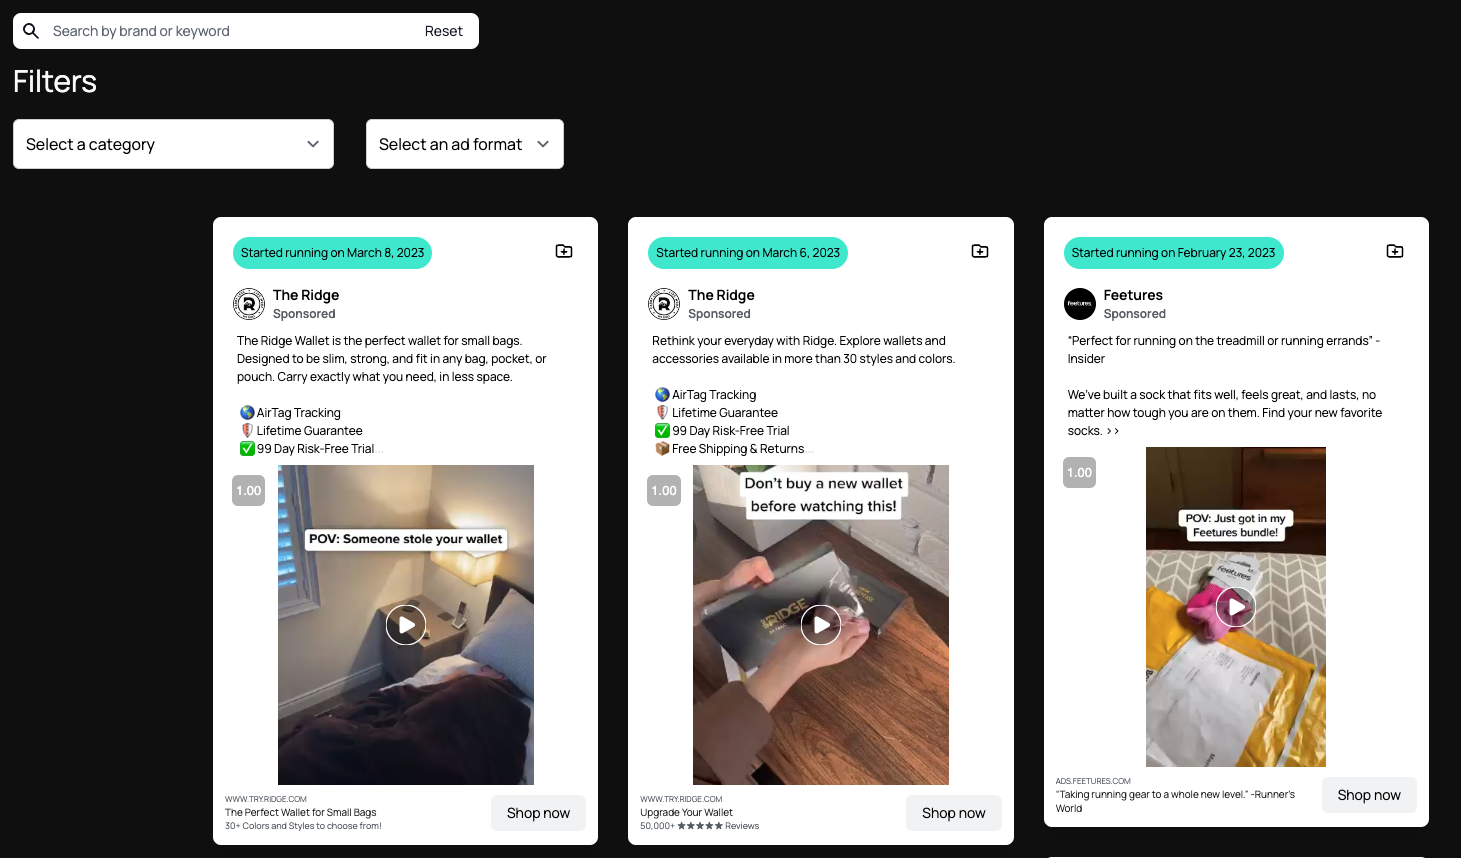 Search by brand or keyword
Reset
Filters
Select a category
Select an ad format
Started running on March 8, 2023
The Ridge
Sponsored
The Ridge Wallet is the perfect wallet for small bags.
Designed to be slim, strong, and fit in any bag, pocket, or
pouch. Carry exactly what you need, in less space.
🌎 AirTag Tracking
🛡️ Lifetime Guarantee
✅ 99 Day Risk-Free Trial...
1.00
POV: Someone stole your wallet
WWW.TRY.RIDGE.COM
The Perfect Wallet for Small Bags
30+ Colors and Styles to choose from!
Shop now
Started running on March 6, 2023
The Ridge
Sponsored
Rethink your everyday with Ridge. Explore wallets and
accessories available in more than 30 styles and colors.
🌎 AirTag Tracking
🛡️ Lifetime Guarantee
✅ 99 Day Risk-Free Trial
📦 Free Shipping & Returns...
1.00
Don't buy a new wallet
before watching this!
RIDGE
WWW.TRY.RIDGE.COM
Upgrade Your Wallet
50,000+ ★★★★★ Reviews
Shop now
Started running on February 23, 2023
Feetures
Feetures
Sponsored
"Perfect for running on the treadmill or running errands" -
Insider
We've built a sock that fits well, feels great, and lasts, no
matter how tough you are on them. Find your new favorite
socks. >>
1.00
POV: Just got in my
Feetures bundle!
Feetures
ADS.FEETURES.COM
"Taking running gear to a whole new level." -Runner's
World
Shop now